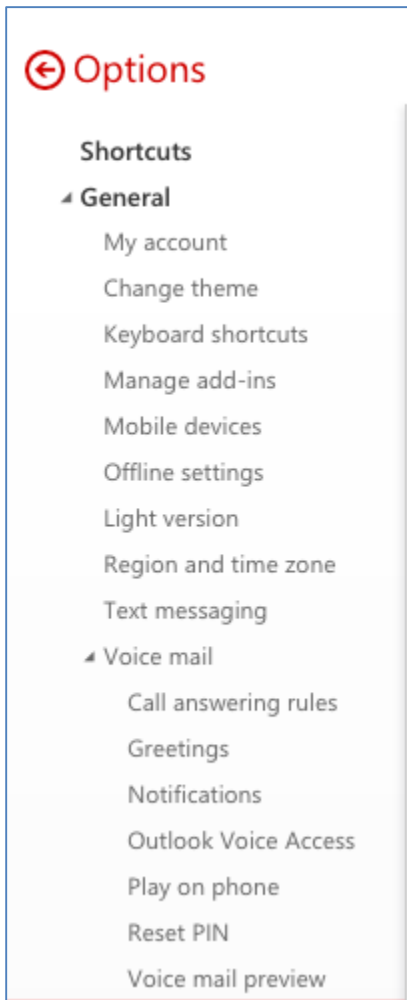 Options
Shortcuts
General
My account
Change theme
Keyboard shortcuts
Manage add-ins
Mobile devices
Offline settings
Light version
Region and time zone
Text messaging
Voice mail
Call answering rules
Greetings
Notifications
Outlook Voice Access
Play on phone
Reset PIN
Voice mail preview